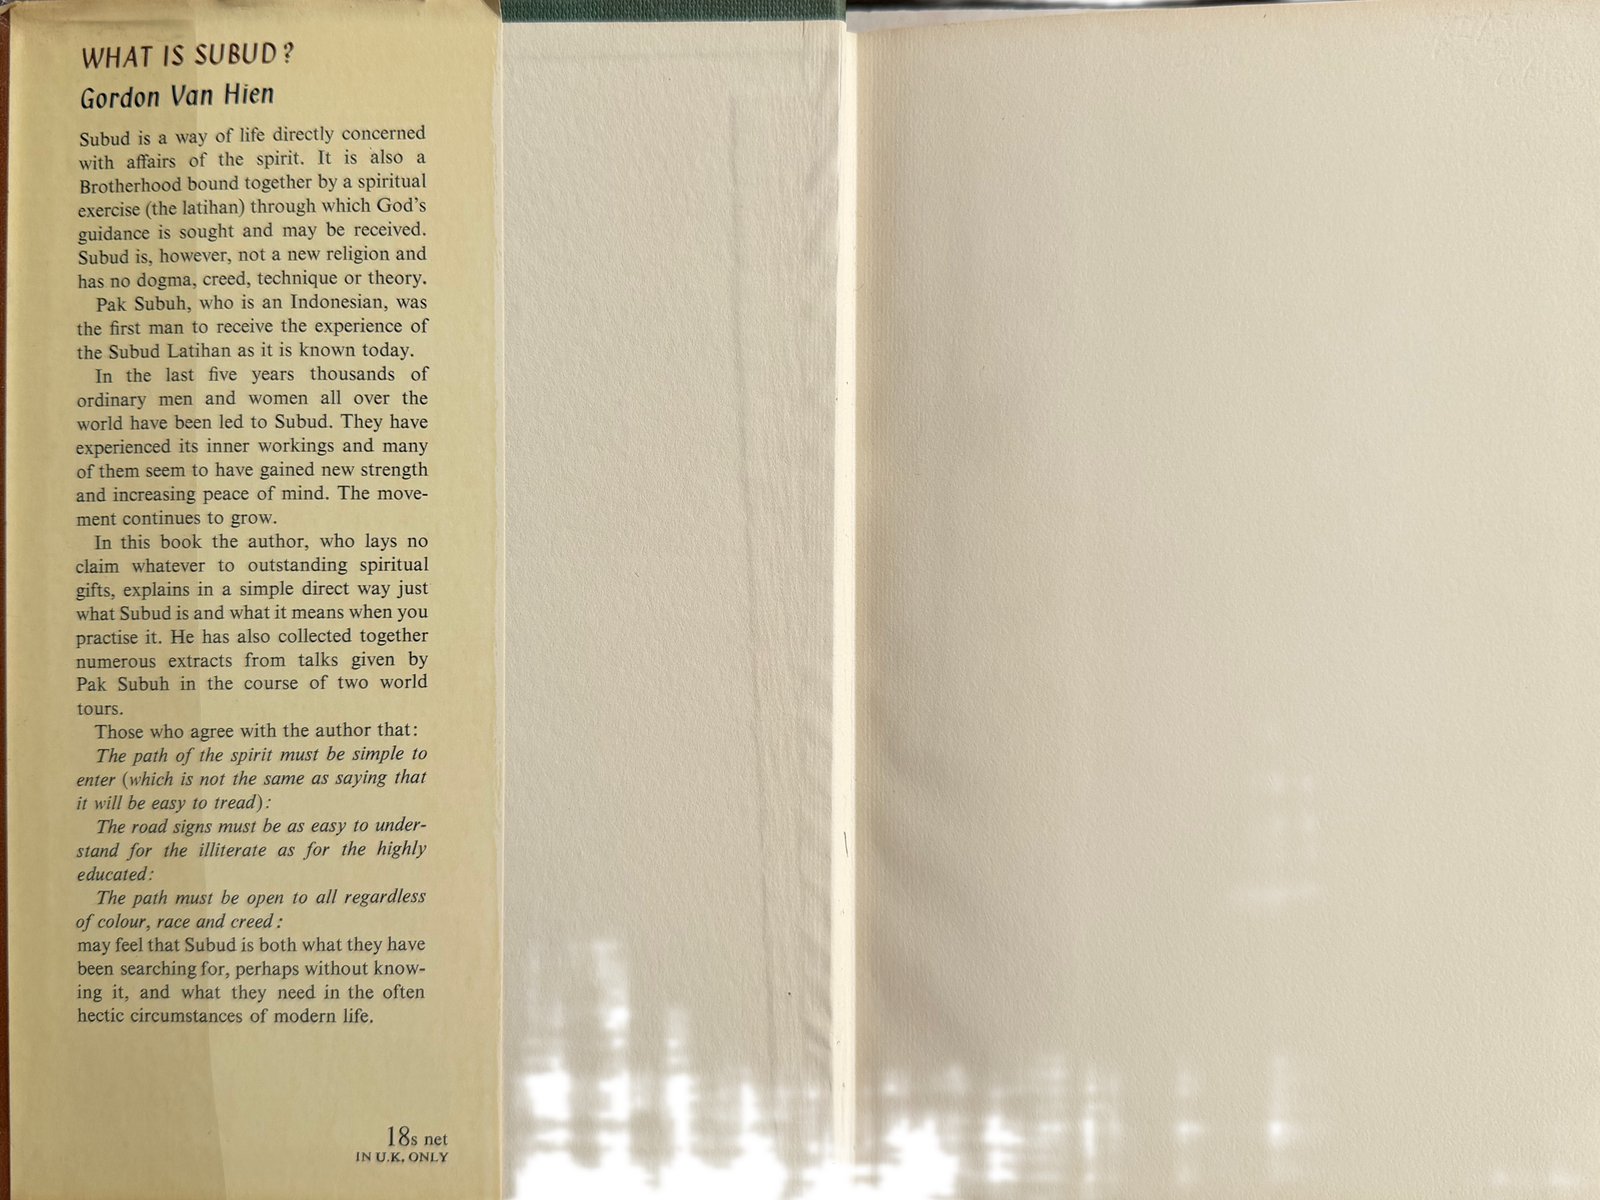 WHAT IS SUBUD?
Gordon Van Hien
Subud is a way of life directly concerned
with affairs of the spirit. It is also a
Brotherhood bound together by a spiritual
exercise (the latihan) through which God's
guidance is sought and may be received.
Subud is, however, not a new religion and
has no dogma, creed, technique or theory.
Pak Subuh, who is an Indonesian, was
the first man to receive the experience of
the Subud Latihan as it is known today.
In the last five years thousands of
ordinary men and women all over the
world have been led to Subud. They have
experienced its inner workings and many
of them seem to have gained new strength
and increasing peace of mind. The move-
ment continues to grow.
In this book the author, who lays no
claim whatever to outstanding spiritual
gifts, explains in a simple direct way just
what Subud is and what it means when you
practise it. He has also collected together
numerous extracts from talks given by
Pak Subuh in the course of two world
tours.
Those who agree with the author that:
The path of the spirit must be simple to
enter (which is not the same as saying that
it will be easy to tread):
The road signs must be as easy to under-
stand for the illiterate as for the highly
educated:
The path must be open to all regardless
of colour, race and creed:
may feel that Subud is both what they have
been searching for, perhaps without know-
ing it, and what they need in the often
hectic circumstances of modern life.
18s net
IN U.K. ONLY